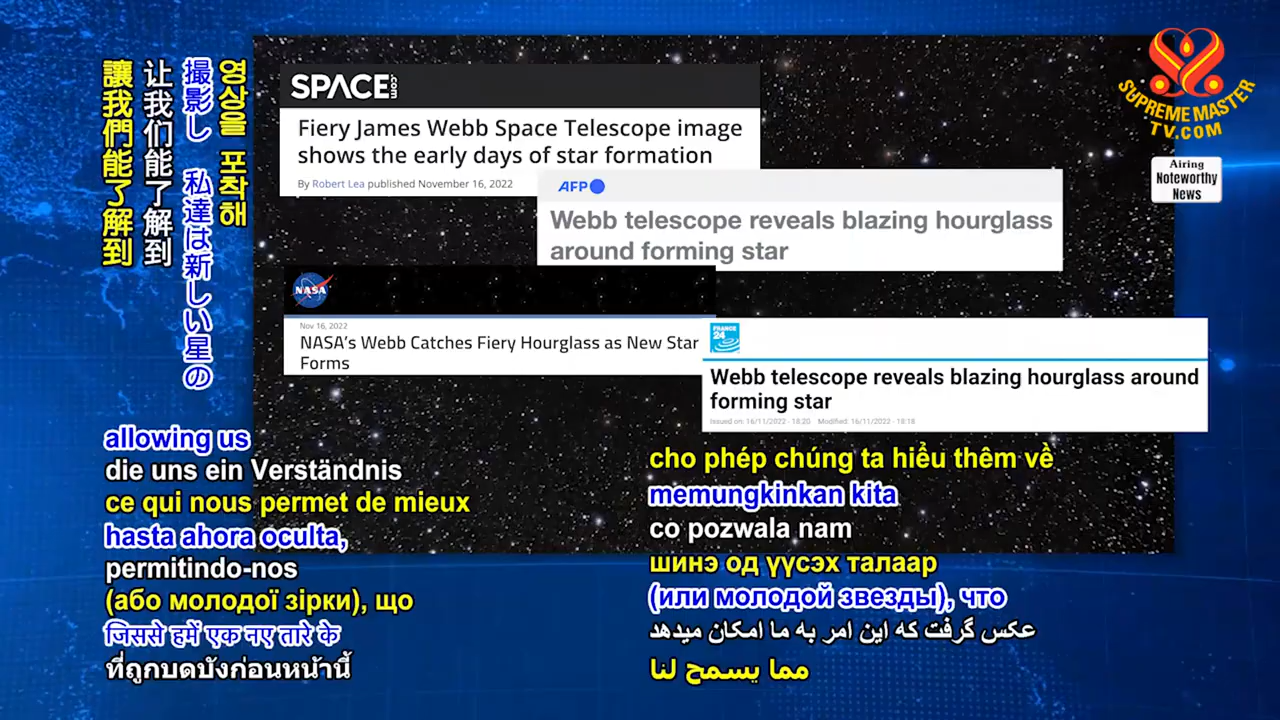 영상을 포착해
撮影し 私達は新しい星の
让我们能了解到
讓我們能了解到
SPACE.com
Fiery James Webb Space Telescope image
shows the early days of star formation
By Robert Lea published November 16, 2022
AFP
Webb telescope reveals blazing hourglass
around forming star
NASA
Nov 16, 2022
NASA's Webb Catches Fiery Hourglass as New Star
Forms
FRANCE
24
Webb telescope reveals blazing hourglass around
forming star
Issued on: 16/11/2022 - 18:20 Modified: 16/11/2022 - 18:18
SUPREME MASTER
TV.COM
Airing
Noteworthy
News
allowing us
die uns ein Verständnis
ce qui nous permet de mieux
hasta ahora oculta,
permitindo-nos
(або молодої зірки), що
जिससे हमें एक नए तारे के
ที่ถูกบดบังก่อนหน้านี้
cho phép chúng ta hiểu thêm về
memungkinkan kita
co pozwala nam
шинэ од үүсэх талаар
(или молодой звезды), что
عکس گرفت که این امر به ما امکان میدهد
مما يسمح لنا